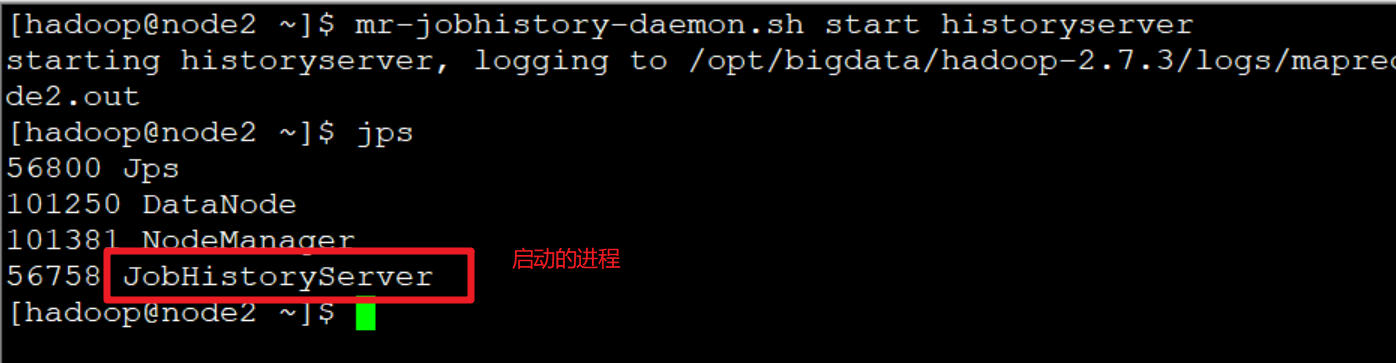 [hadoop@node2 ~]$ mr-jobhistory-daemon.sh start historyserver
starting historyserver, logging to /opt/bigdata/hadoop-2.7.3/logs/mapred
de2.out
[hadoop@node2 ~]$ jps
56800 Jps
101250 DataNode
101381 NodeManager
56758 JobHistoryServer
启动的进程
[hadoop@node2 ~]$